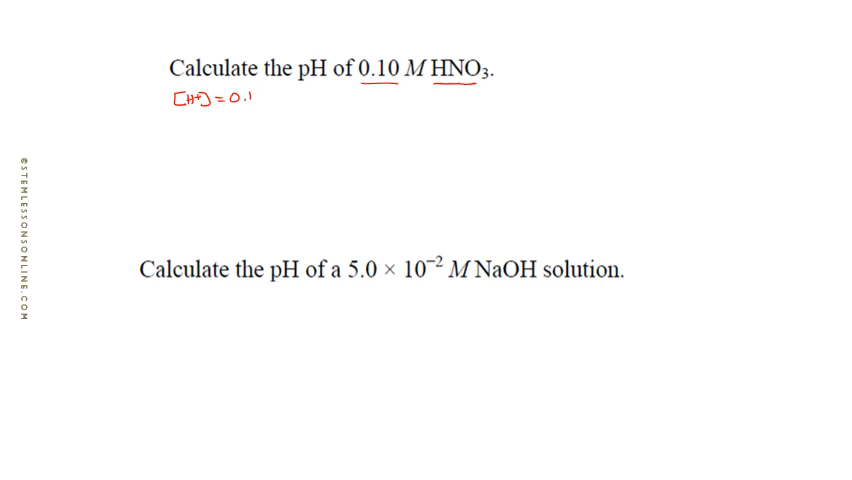 Calculate the pH of 0.10 M HNO₃.
[H+] = 0.1
Calculate the pH of a 5.0 × 10⁻² M NaOH solution.
@STEMLESSONSONLINE.COM